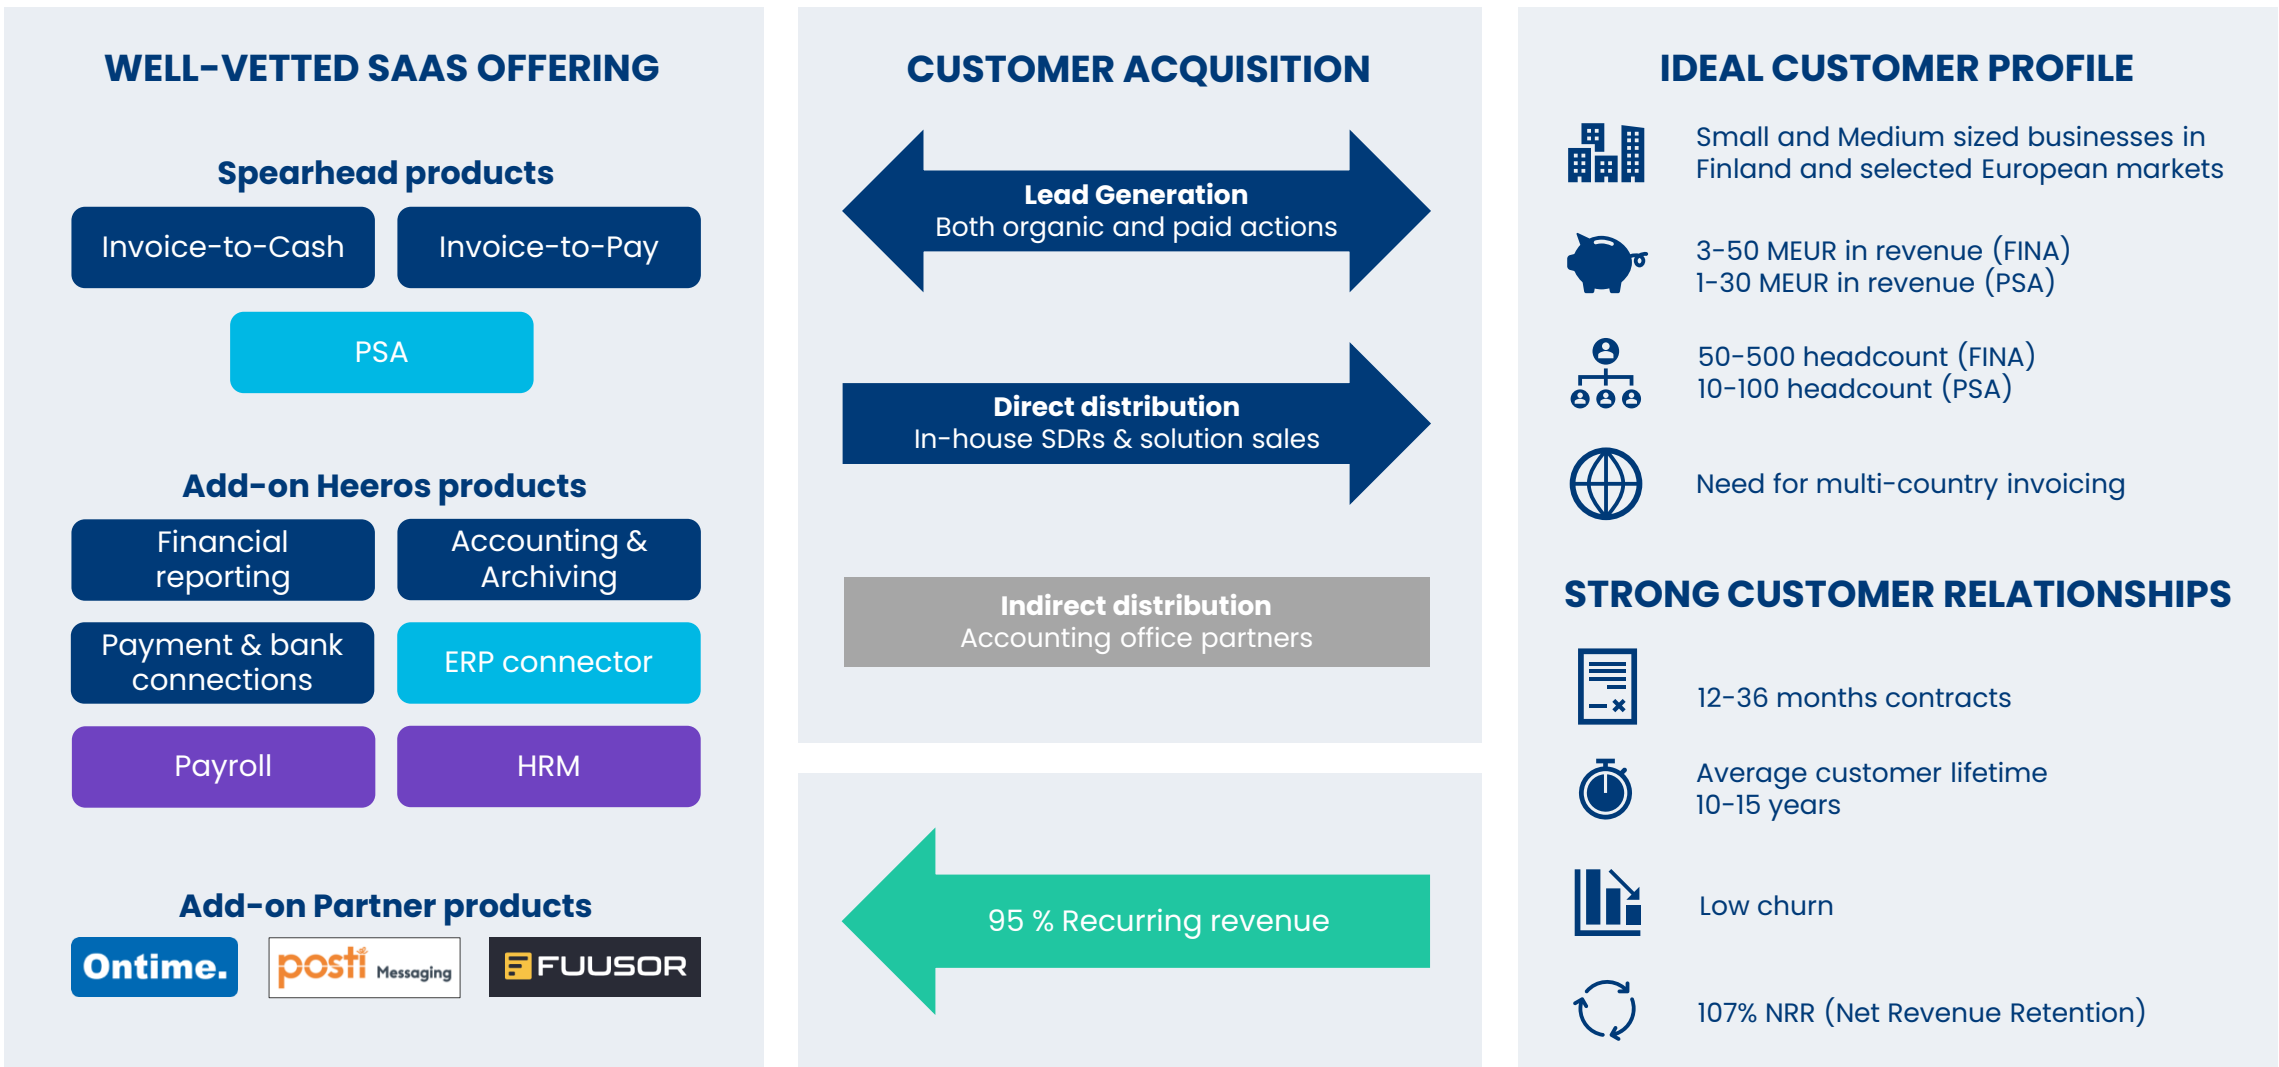 WELL-VETTED SAAS OFFERING
Spearhead products
Invoice-to-Cash
Invoice-to-Pay
PSA
Add-on Heeros products
Financial
reporting
Accounting &
Archiving
Payment & bank
connections
ERP connector
Payroll
HRM
Add-on Partner products
Ontime.
posti Messaging
FUUSOR
CUSTOMER ACQUISITION
Lead Generation
Both organic and paid actions
Direct distribution
In-house SDRs & solution sales
Indirect distribution
Accounting office partners
95 % Recurring revenue
IDEAL CUSTOMER PROFILE
Small and Medium sized businesses in
Finland and selected European markets
3-50 MEUR in revenue (FINA)
1-30 MEUR in revenue (PSA)
50-500 headcount (FINA)
10-100 headcount (PSA)
Need for multi-country invoicing
STRONG CUSTOMER RELATIONSHIPS
12-36 months contracts
Average customer lifetime
10-15 years
Low churn
107% NRR (Net Revenue Retention)